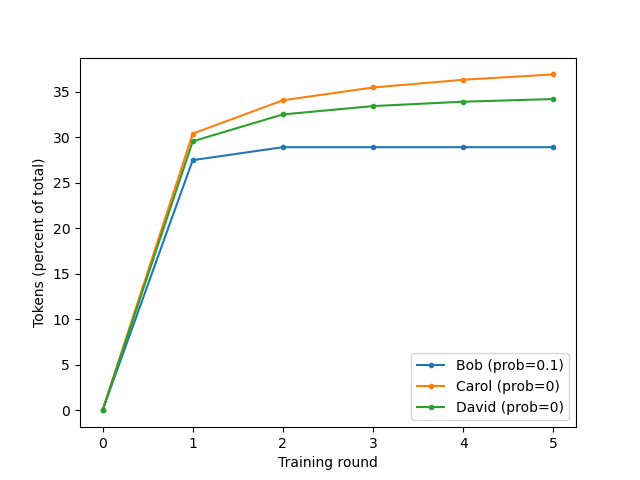 35
30
25
20
15
10
5
0
Tokens (percent of total)
Bob (prob=0.1)
Carol (prob=0)
David (prob=0)
0 1 2 3 4 5
Training round